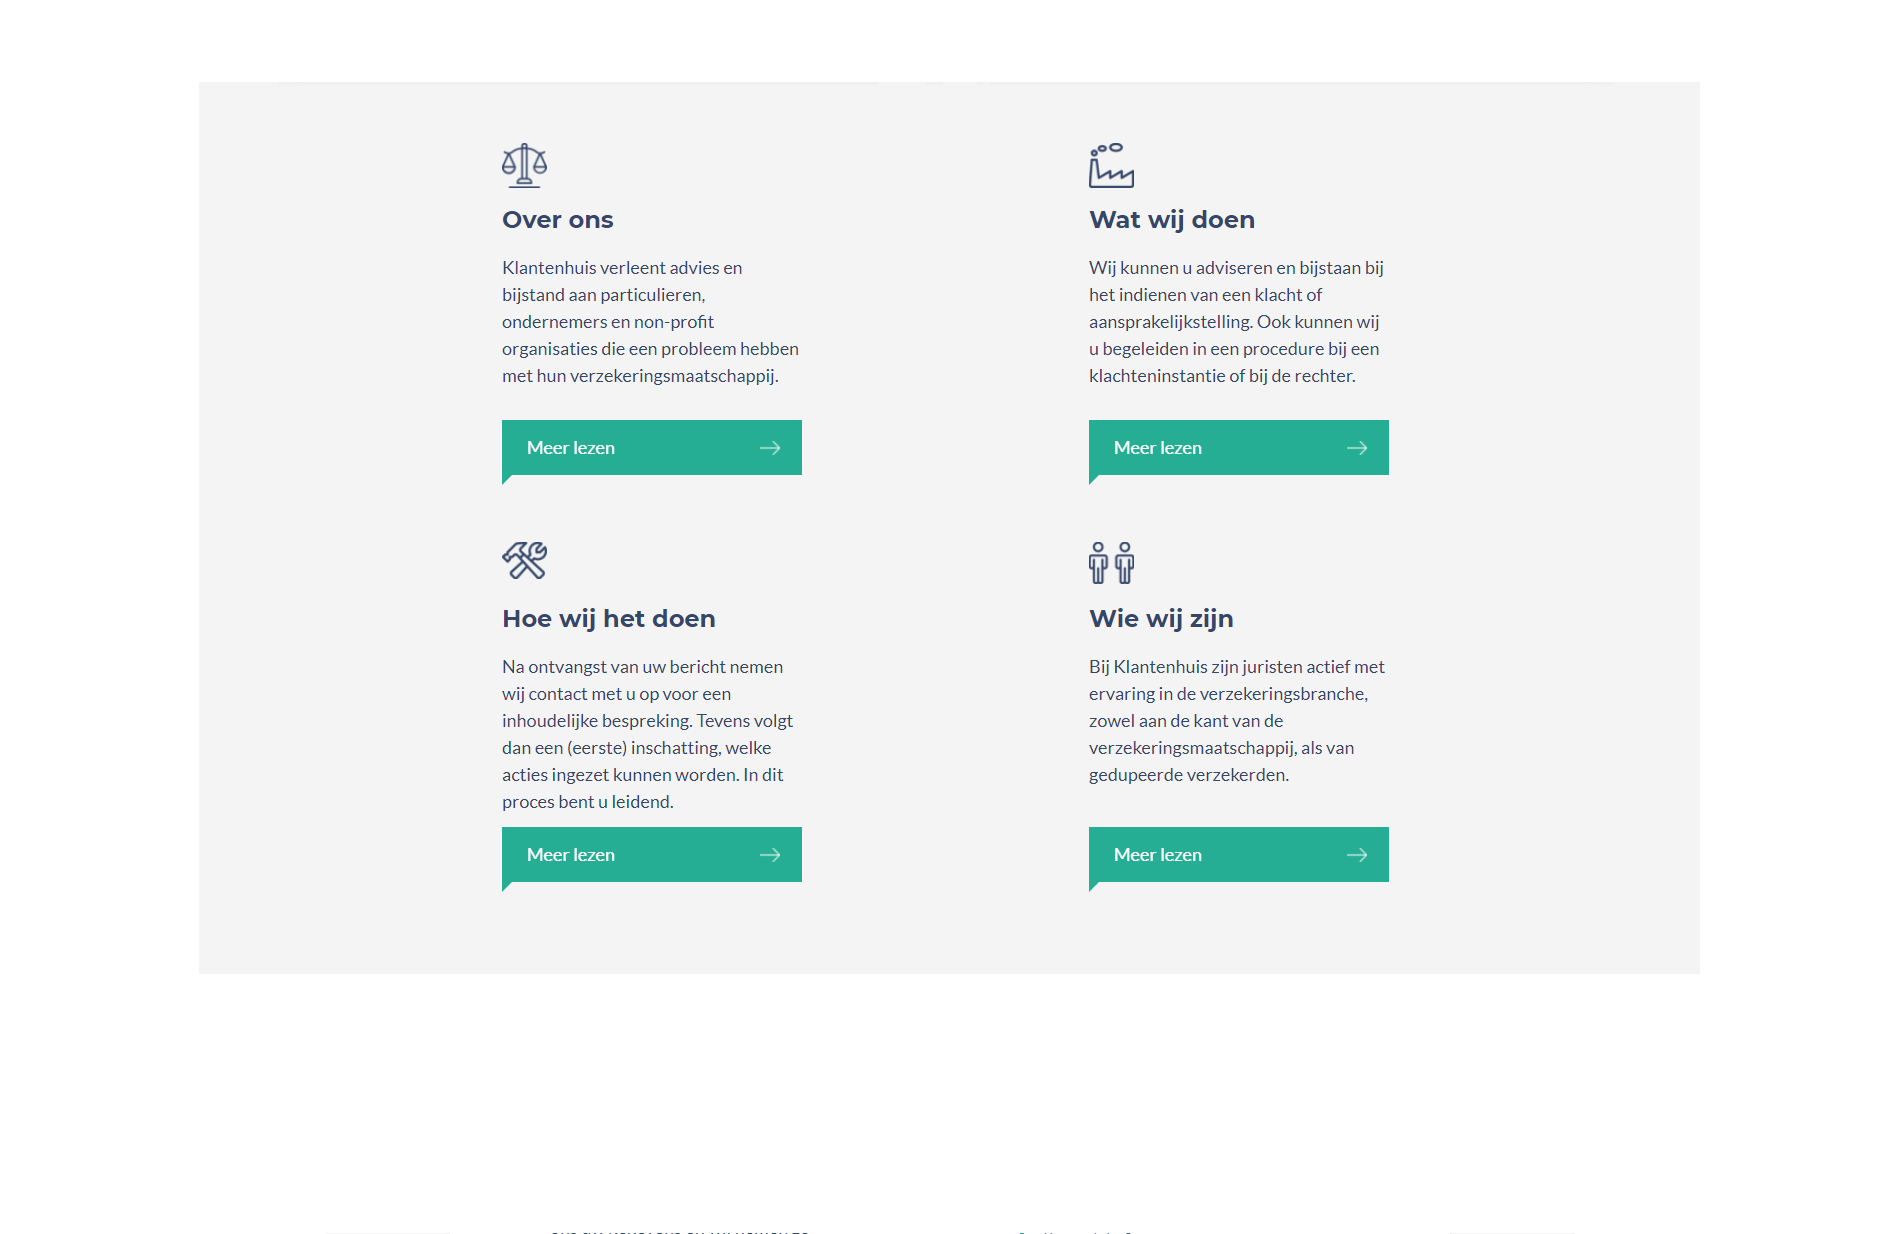 Over ons
Klantenhuis verleent advies en
bijstand aan particulieren,
ondernemers en non-profit
organisaties die een probleem hebben
met hun verzekeringsmaatschappij.
Meer lezen
Wat wij doen
Wij kunnen u adviseren en bijstaan bij
het indienen van een klacht of
aansprakelijkstelling. Ook kunnen wij
u begeleiden in een procedure bij een
klachteninstantie of bij de rechter.
Meer lezen
Hoe wij het doen
Na ontvangst van uw bericht nemen
wij contact met u op voor een
inhoudelijke bespreking. Tevens volgt
dan een (eerste) inschatting, welke
acties ingezet kunnen worden. In dit
proces bent u leidend.
Meer lezen
Wie wij zijn
Bij Klantenhuis zijn juristen actief met
ervaring in de verzekeringsbranche,
zowel aan de kant van de
verzekeringsmaatschappij, als van
gedupeerde verzekerden.
Meer lezen